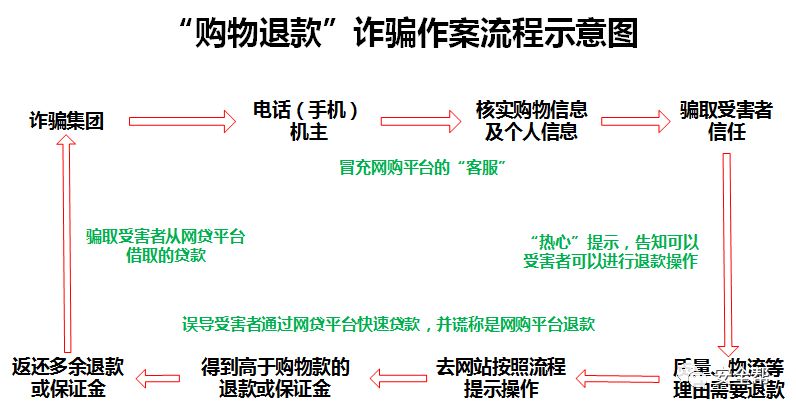 “购物退款”诈骗作案流程示意图
诈骗集团
电话（手机）
机主
核实购物信息
及个人信息
骗取受害者
信任
冒充网购平台的“客服”
“热心”提示，告知可以
受害者可以进行退款操作
骗取受害者从网贷平台
借取的贷款
误导受害者通过网贷平台快速贷款，并谎称是网购平台退款
返还多余退款
或保证金
得到高于购物款的
退款或保证金
去网站按照流程
提示操作
质量、物流等
理由需要退款